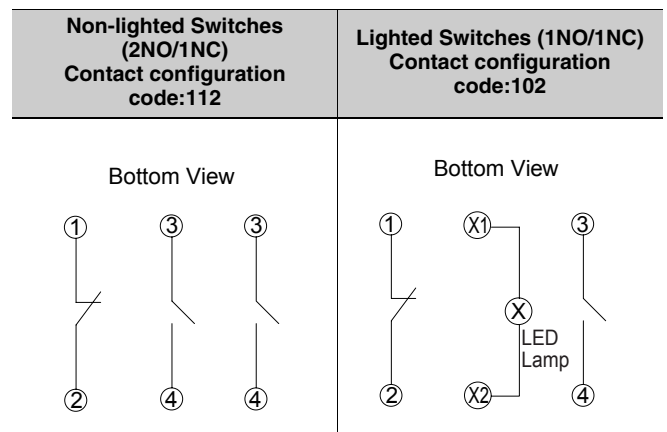 Non-lighted Switches
(2NO/1NC)
Contact configuration
code:112
Lighted Switches (1NO/1NC)
Contact configuration
code:102
Bottom View
1 3 3
2 4 4
Bottom View
1 X1 3
X
LED
Lamp
2 X2 4